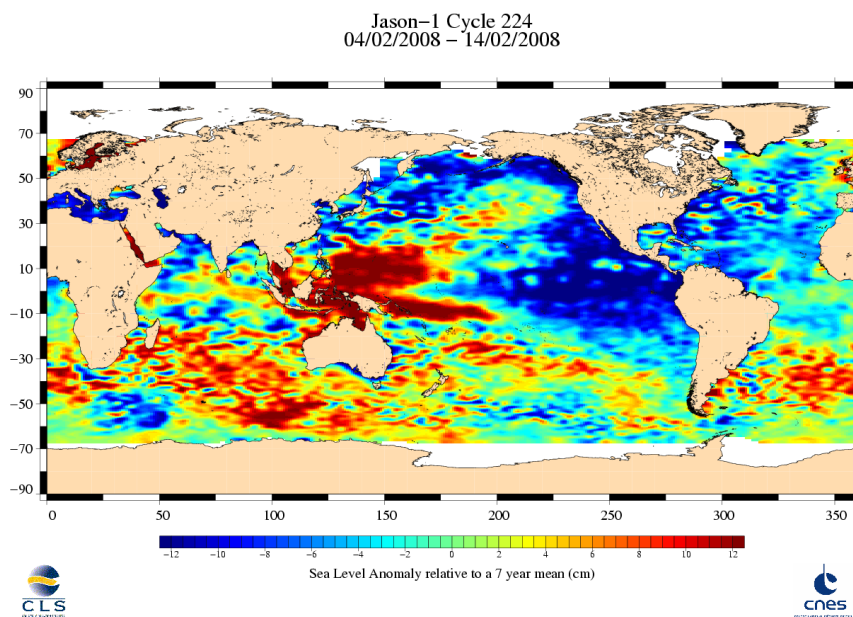 Jason-1 Cycle 224
04/02/2008 – 14/02/2008
90
70
50
30
10
−10
−30
−50
−70
−90
0 50 100 150 200 250 300 350
−12 −10 −8 −6 −4 −2 0 2 4 6 8 10 12
Sea Level Anomaly relative to a 7 year mean (cm)
CLS
cnes